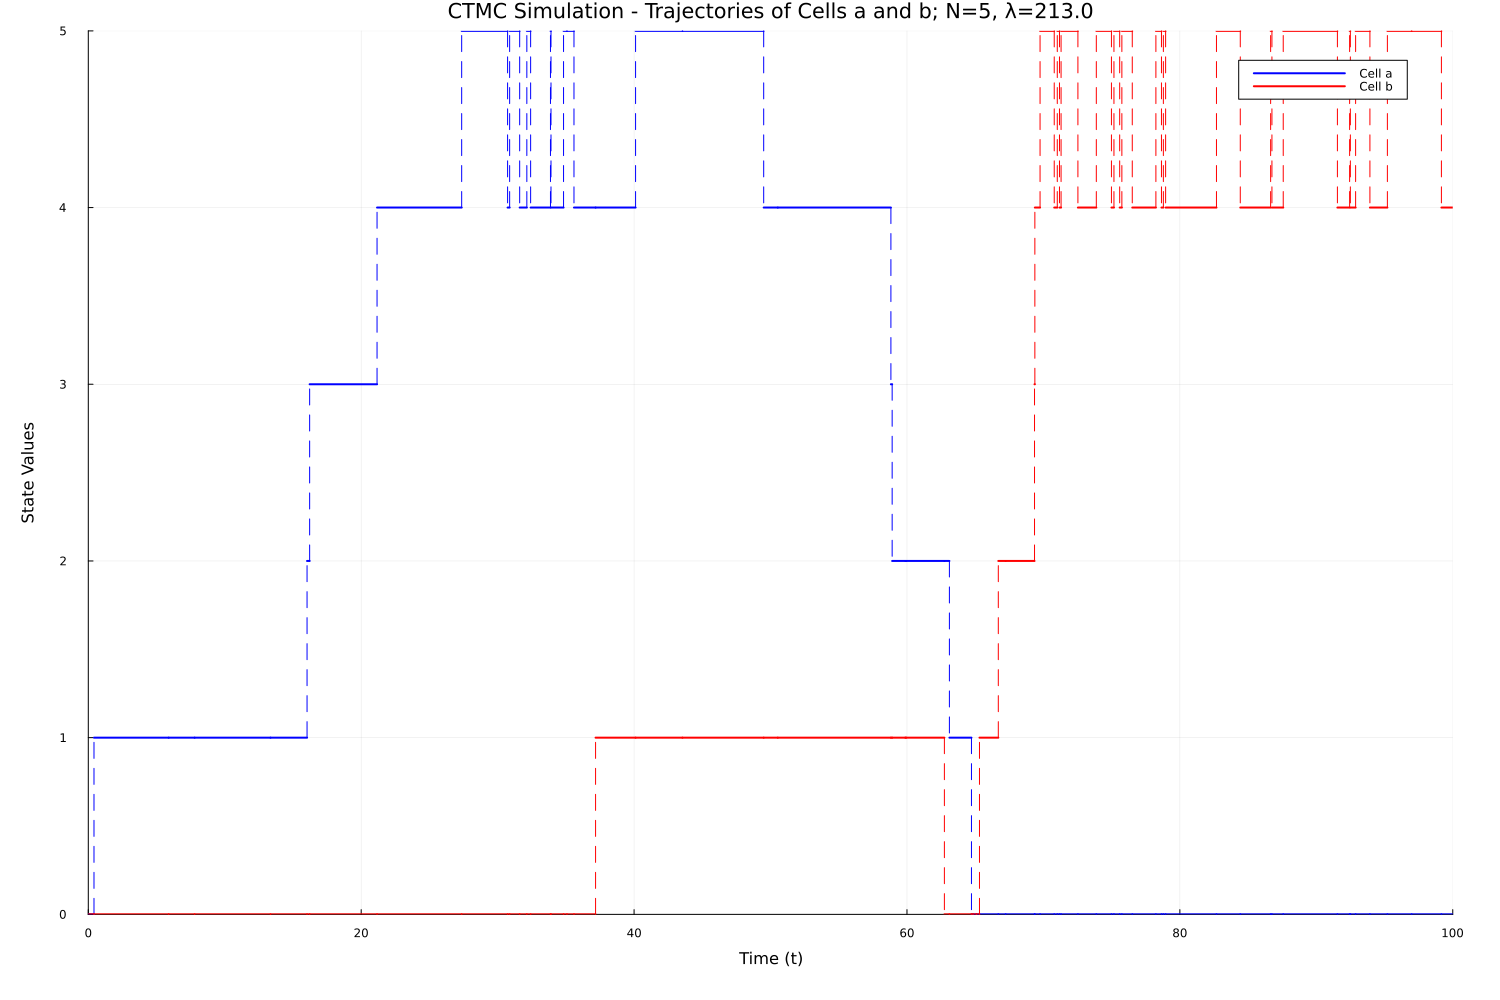 CTMC Simulation - Trajectories of Cells a and b; N=5, λ=213.0
5
Cell a
Cell b
4
3
State Values
2
1
0
0 20 40 60 80 100
Time (t)